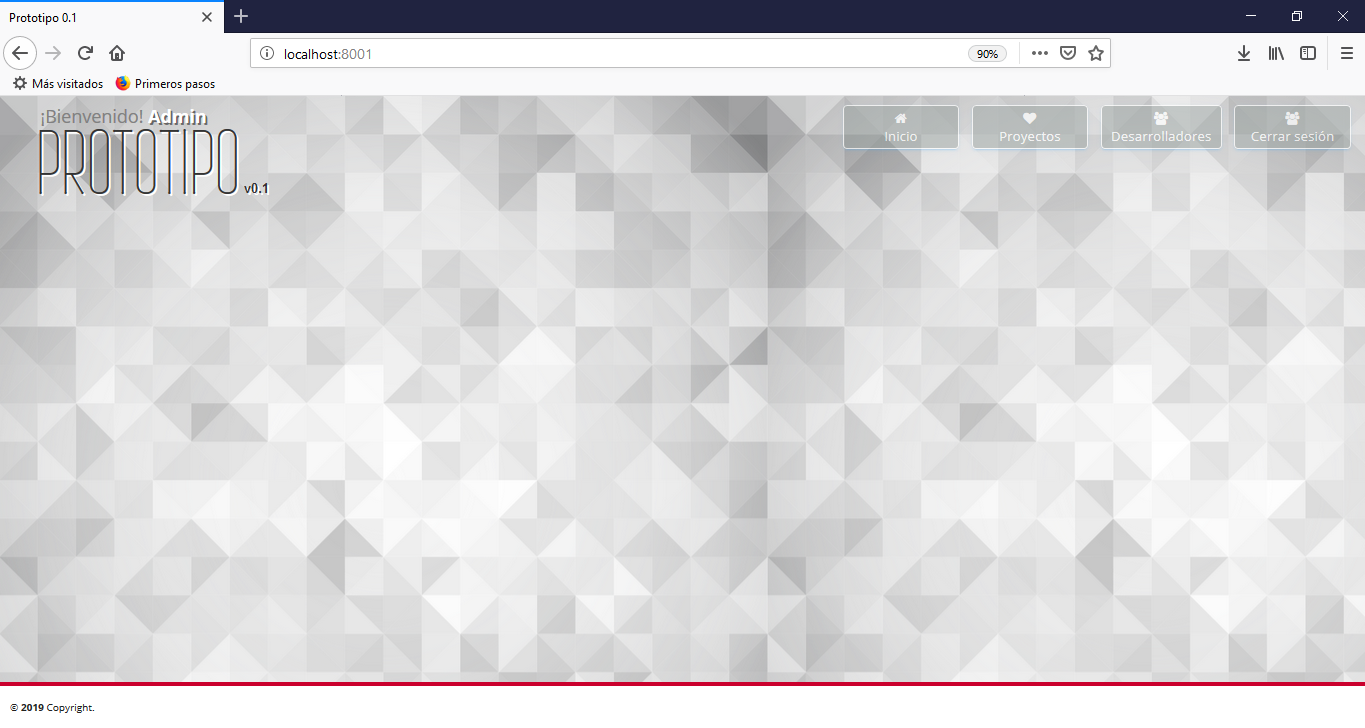 Prototipo 0.1
localhost:8001
90%
Más visitados
Primeros pasos
¡Bienvenido! Admin
PROTOTIPO v0.1
Inicio
Proyectos
Desarrolladores
Cerrar sesión
© 2019 Copyright.